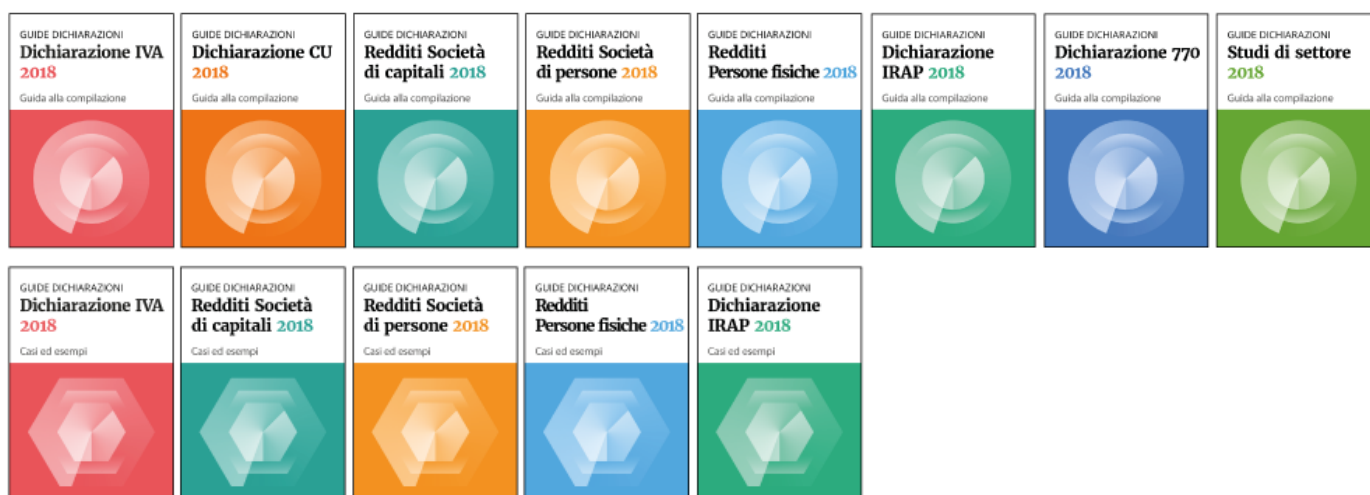 GUIDE DICHIARAZIONI
Dichiarazione IVA
2018
Guida alla compilazione
GUIDE DICHIARAZIONI
Dichiarazione CU
2018
Guida alla compilazione
GUIDE DICHIARAZIONI
Redditi Società
di capitali 2018
Guida alla compilazione
GUIDE DICHIARAZIONI
Redditi Società
di persone 2018
Guida alla compilazione
GUIDE DICHIARAZIONI
Redditi
Persone fisiche 2018
Guida alla compilazione
GUIDE DICHIARAZIONI
Dichiarazione
IRAP 2018
Guida alla compilazione
GUIDE DICHIARAZIONI
Dichiarazione 770
2018
Guida alla compilazione
GUIDE DICHIARAZIONI
Studi di settore
2018
Guida alla compilazione
GUIDE DICHIARAZIONI
Dichiarazione IVA
2018
Casi ed esempi
GUIDE DICHIARAZIONI
Redditi Società
di capitali 2018
Casi ed esempi
GUIDE DICHIARAZIONI
Redditi Società
di persone 2018
Casi ed esempi
GUIDE DICHIARAZIONI
Redditi
Persone fisiche 2018
Casi ed esempi
GUIDE DICHIARAZIONI
Dichiarazione
IRAP 2018
Casi ed esempi